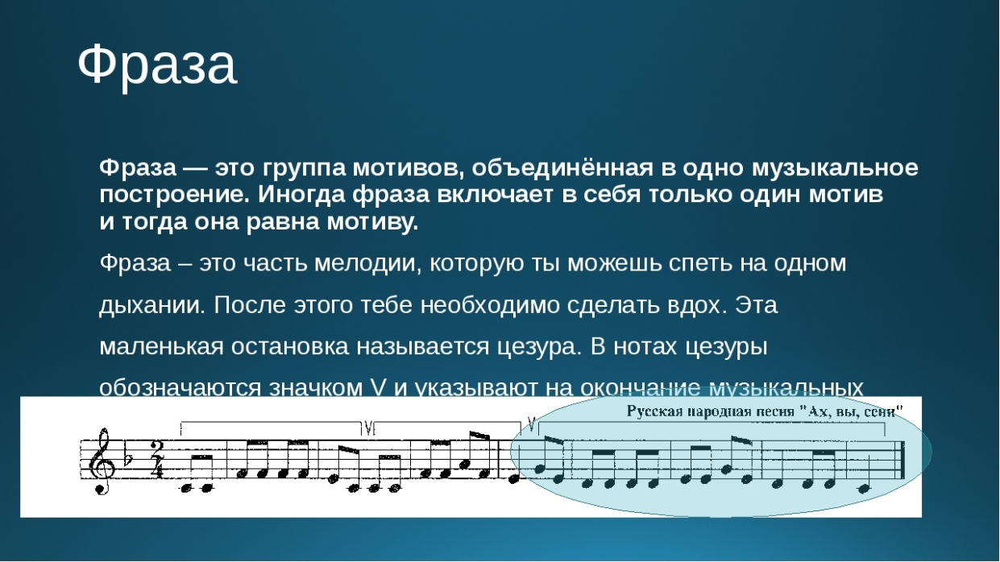 Фраза
Фраза — это группа мотивов, объединённая в одно музыкальное
построение. Иногда фраза включает в себя только один мотив
и тогда она равна мотиву.
Фраза – это часть мелодии, которую ты можешь спеть на одном
дыхании. После этого тебе необходимо сделать вдох. Эта
маленькая остановка называется цезура. В нотах цезуры
обозначаются значком V и указывают на окончание музыкальных
Русская народная песня "Ах, вы, сени"
V V
2
4